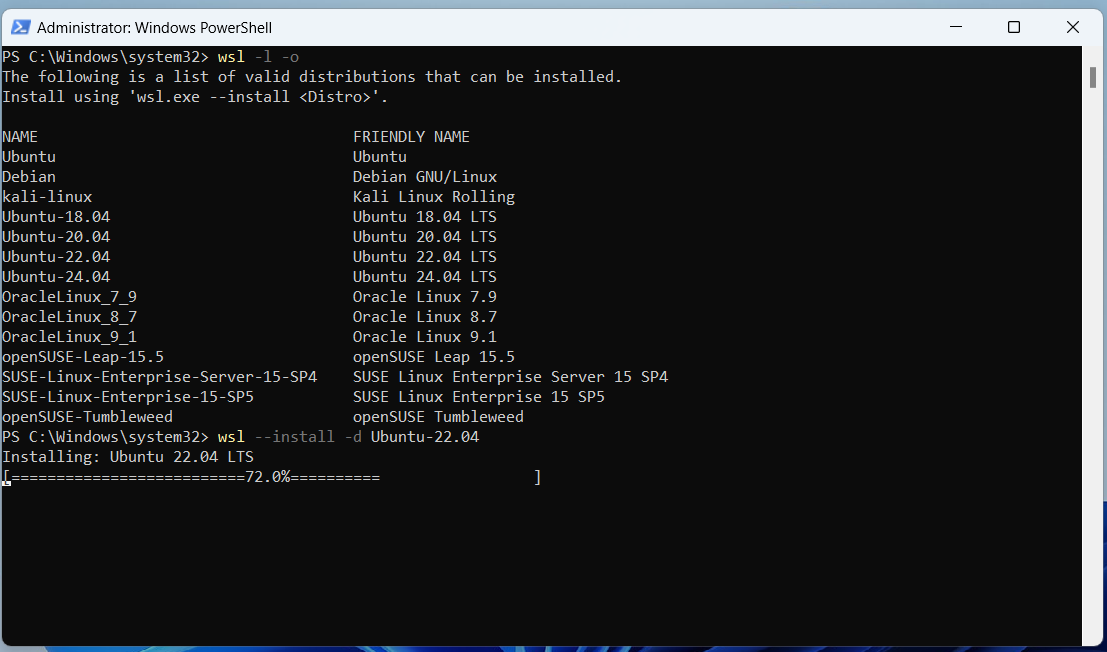 Administrator: Windows PowerShell
PS C:\Windows\system32> wsl -l -o
The following is a list of valid distributions that can be installed.
Install using 'wsl.exe --install <Distro>'.
NAME                                   FRIENDLY NAME
Ubuntu                                 Ubuntu
Debian                                 Debian GNU/Linux
kali-linux                             Kali Linux Rolling
Ubuntu-18.04                           Ubuntu 18.04 LTS
Ubuntu-20.04                           Ubuntu 20.04 LTS
Ubuntu-22.04                           Ubuntu 22.04 LTS
Ubuntu-24.04                           Ubuntu 24.04 LTS
OracleLinux_7_9                        Oracle Linux 7.9
OracleLinux_8_7                        Oracle Linux 8.7
OracleLinux_9_1                        Oracle Linux 9.1
openSUSE-Leap-15.5                     openSUSE Leap 15.5
SUSE-Linux-Enterprise-Server-15-SP4    SUSE Linux Enterprise Server 15 SP4
SUSE-Linux-Enterprise-15-SP5           SUSE Linux Enterprise 15 SP5
openSUSE-Tumbleweed                    openSUSE Tumbleweed
PS C:\Windows\system32> wsl --install -d Ubuntu-22.04
Installing: Ubuntu 22.04 LTS
[==========================72.0%==========                 ]